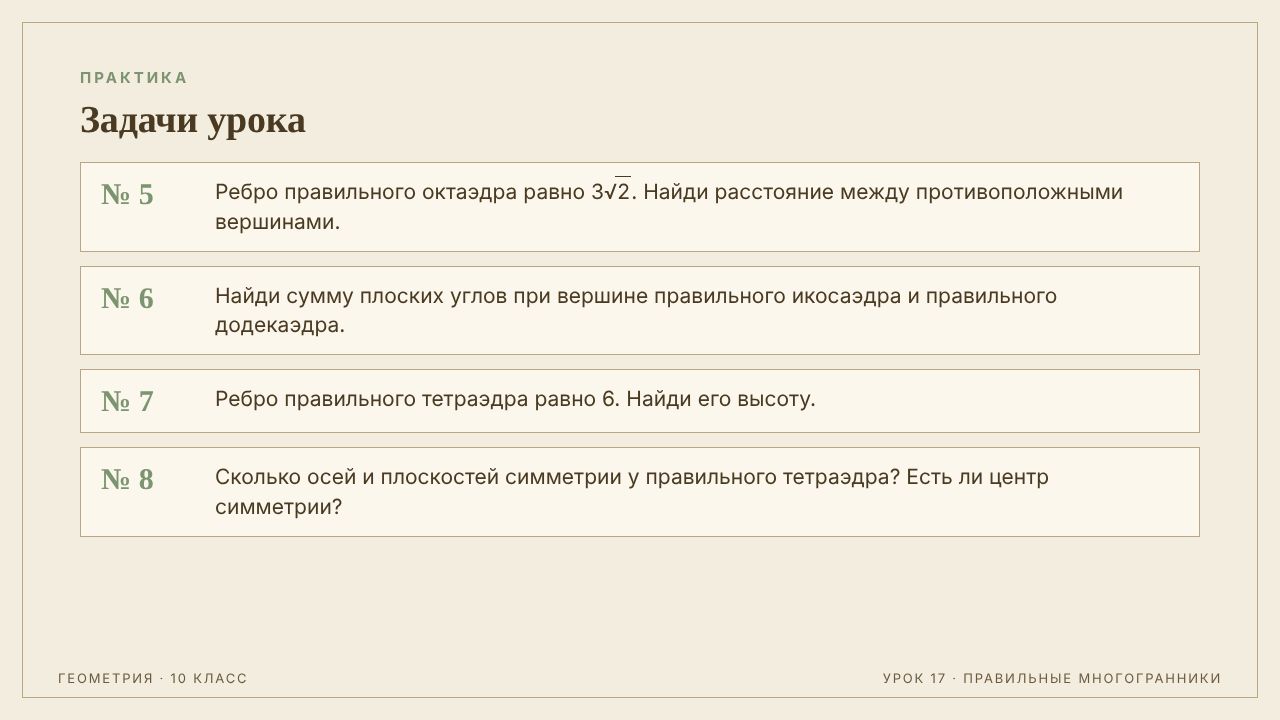 ПРАКТИКА
Задачи урока
№ 5
Ребро правильного октаэдра равно 3√2. Найди расстояние между противоположными
вершинами.
№ 6
Найди сумму плоских углов при вершине правильного икосаэдра и правильного
додекаэдра.
№ 7
Ребро правильного тетраэдра равно 6. Найди его высоту.
№ 8
Сколько осей и плоскостей симметрии у правильного тетраэдра? Есть ли центр
симметрии?
ГЕОМЕТРИЯ · 10 КЛАСС
УРОК 17 · ПРАВИЛЬНЫЕ МНОГОГРАННИКИ